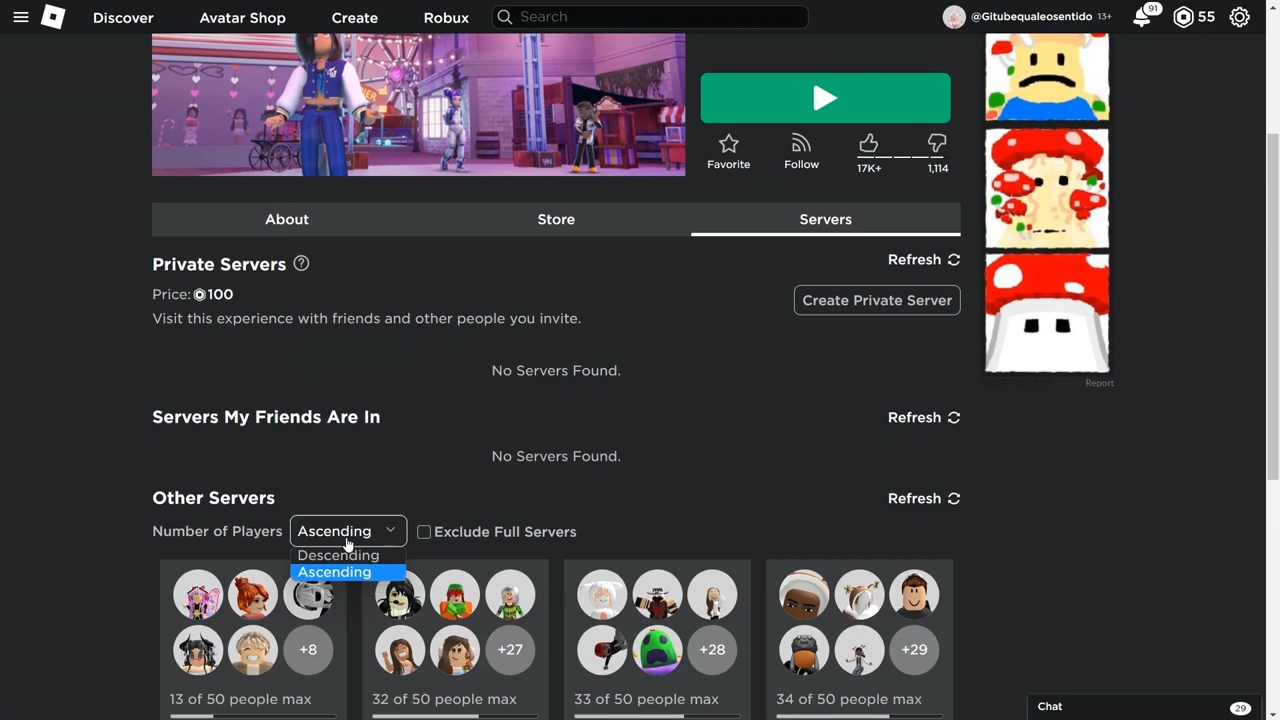 Discover
Avatar Shop
Create
Robux
Search
@Gitubequaleosentido 13+
91
55
Favorite
Follow
17K+
1,114
About
Store
Servers
Private Servers
Refresh
Price: 100
Create Private Server
Visit this experience with friends and other people you invite.
No Servers Found.
Report
Servers My Friends Are In
Refresh
No Servers Found.
Other Servers
Refresh
Number of Players
Ascending
Exclude Full Servers
Descending
Ascending
+8
+27
+28
+29
13 of 50 people max
32 of 50 people max
33 of 50 people max
34 of 50 people max
Chat
29